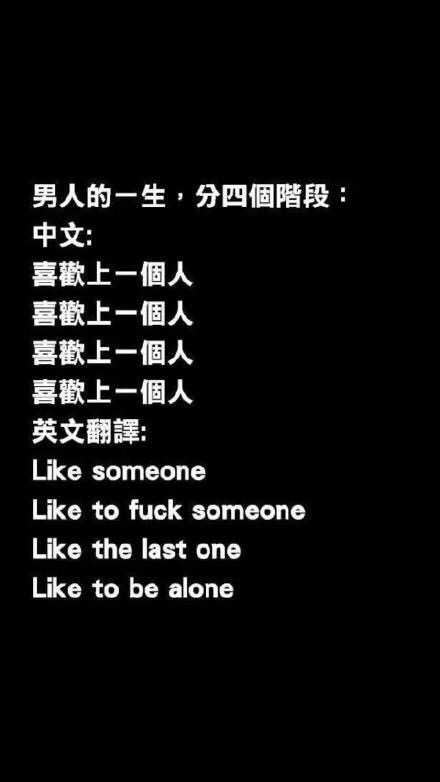 男人的一生，分四個階段：
中文:
喜歡上一個人
喜歡上一個人
喜歡上一個人
喜歡上一個人
英文翻譯:
Like someone
Like to fuck someone
Like the last one
Like to be alone